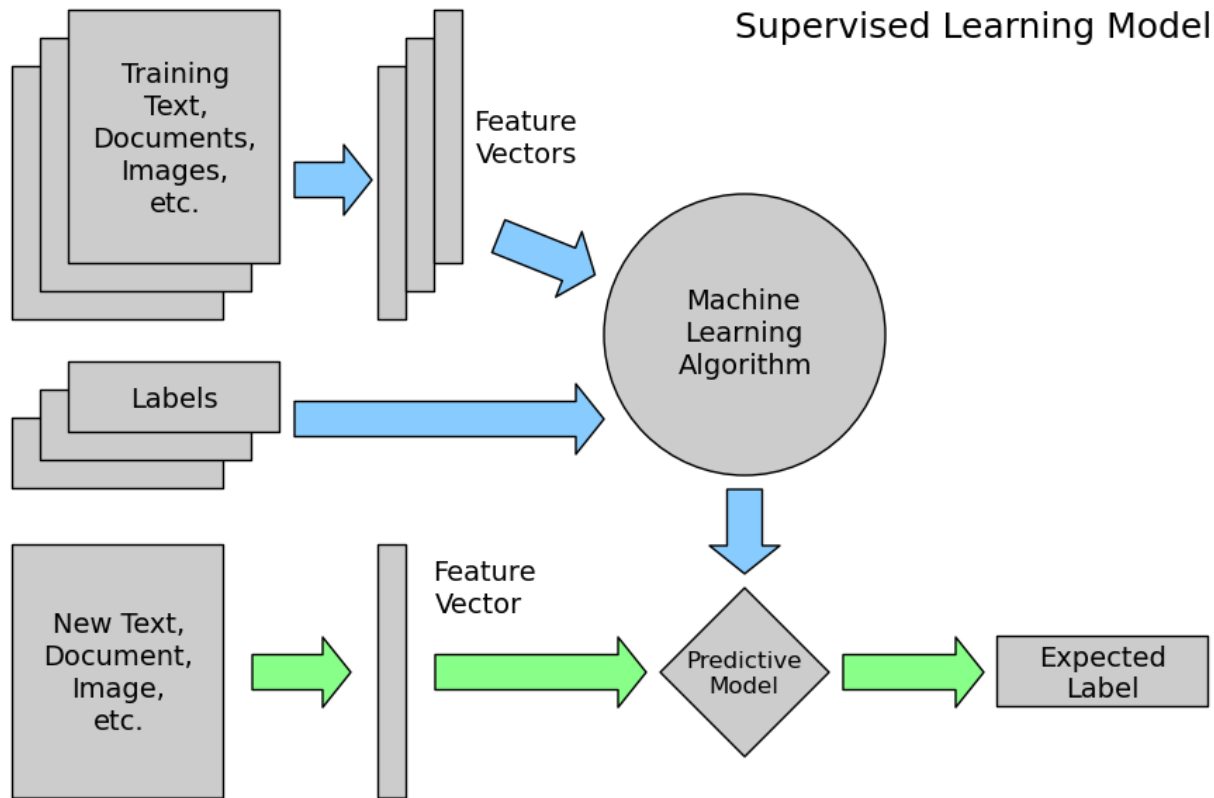 Supervised Learning Model
Training
Text,
Documents,
Images,
etc.
Feature
Vectors
Machine
Learning
Algorithm
Labels
New Text,
Document,
Image,
etc.
Feature
Vector
Predictive
Model
Expected
Label